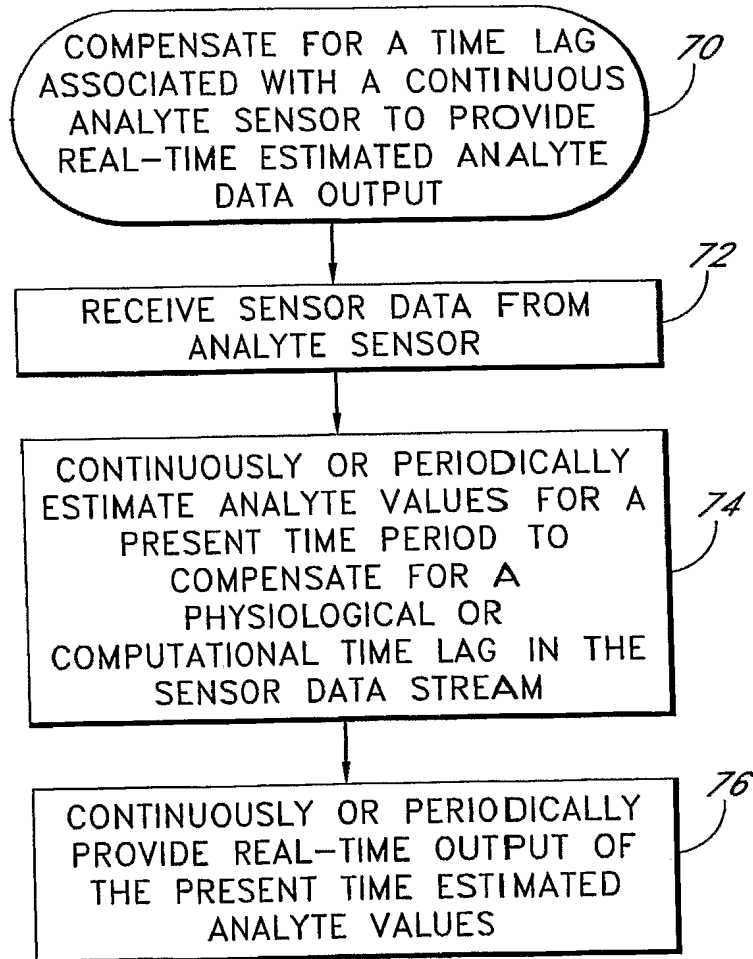 COMPENSATE FOR A TIME LAG
ASSOCIATED WITH A CONTINUOUS
ANALYTE SENSOR TO PROVIDE
REAL-TIME ESTIMATED ANALYTE
DATA OUTPUT
70
RECEIVE SENSOR DATA FROM
ANALYTE SENSOR
72
CONTINUOUSLY OR PERIODICALLY
ESTIMATE ANALYTE VALUES FOR A
PRESENT TIME PERIOD TO
COMPENSATE FOR A
PHYSIOLOGICAL OR
COMPUTATIONAL TIME LAG IN THE
SENSOR DATA STREAM
74
CONTINUOUSLY OR PERIODICALLY
PROVIDE REAL-TIME OUTPUT OF
THE PRESENT TIME ESTIMATED
ANALYTE VALUES
76